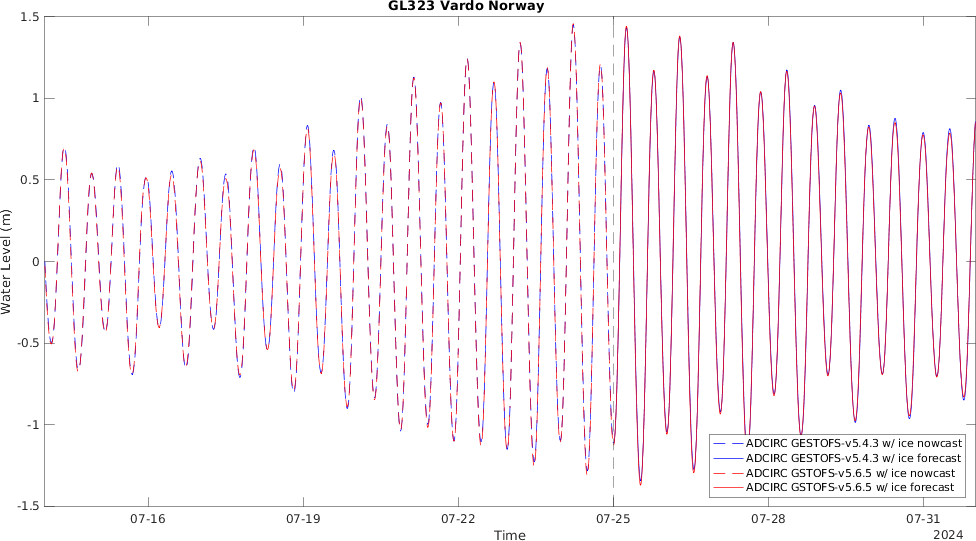 GL323 Vardo Norway
1.5
1
0.5
0
-0.5
-1
-1.5
Water Level (m)
ADCIRC GESTOFS-v5.4.3 w/ ice nowcast
ADCIRC GESTOFS-v5.4.3 w/ ice forecast
ADCIRC GSTOFS-v5.6.5 w/ ice nowcast
ADCIRC GSTOFS-v5.6.5 w/ ice forecast
07-16 07-19 07-22 07-25 07-28 07-31
Time 2024